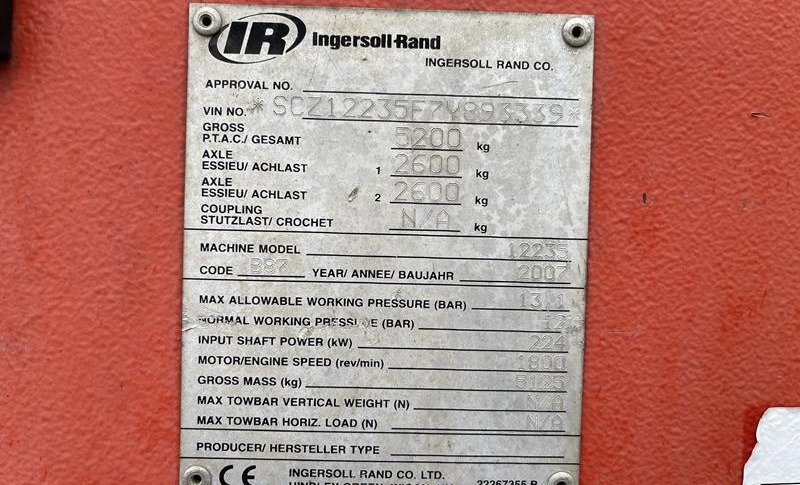 IR Ingersoll-Rand
INGERSOLL RAND CO.
APPROVAL NO.
VIN NO. *SCZ12235F7Y893339*
GROSS
P.T.A.C./ GESAMT 5200 kg
AXLE
ESSIEU/ ACHLAST 1 2600 kg
AXLE
ESSIEU/ ACHLAST 2 2600 kg
COUPLING
STUTZLAST/ CROCHET N/A kg
MACHINE MODEL 12235
CODE 887 YEAR/ ANNEE/ BAUJAHR 2007
MAX ALLOWABLE WORKING PRESSURE (BAR) 13.1
NORMAL WORKING (BAR) 12
INPUT SHAFT POWER (kW) 224
MOTOR/ENGINE SPEED (rev/min) 1800
GROSS MASS (kg)
MAX TOWBAR VERTICAL WEIGHT (N) N/A
MAX TOWBAR HORIZ. LOAD (N) N/A
PRODUCER/ HERSTELLER TYPE
CE INGERSOLL RAND CO. LTD.
22267355